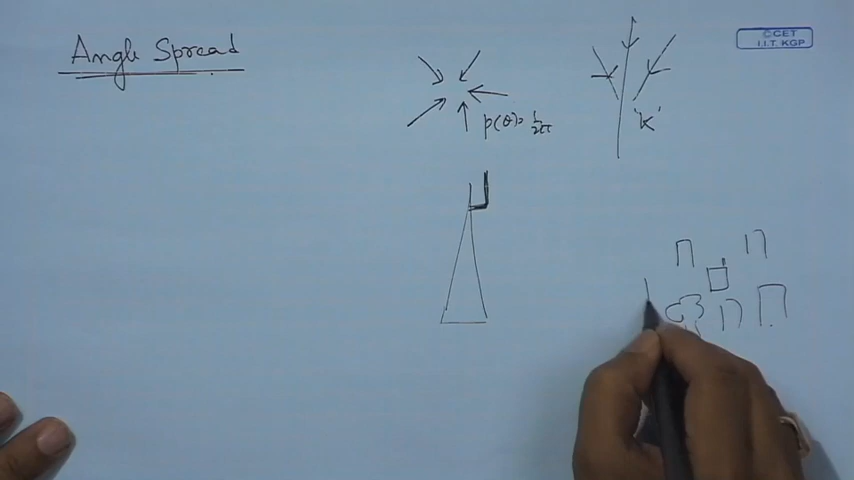 Angle Spread
©CET
I.I.T. KGP
p(θ) = 1/2π
'K'